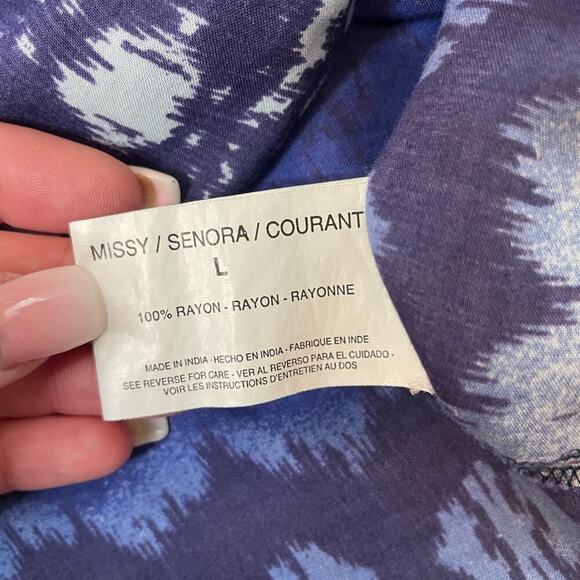 MISSY / SENORA / COURANT
L
100% RAYON - RAYON - RAYONNE
MADE IN INDIA - HECHO EN INDIA - FABRIQUE EN INDE
SEE REVERSE FOR CARE - VER AL REVERSO PARA EL CUIDADO -
VOIR LES INSTRUCTIONS D'ENTRETIEN AU DOS